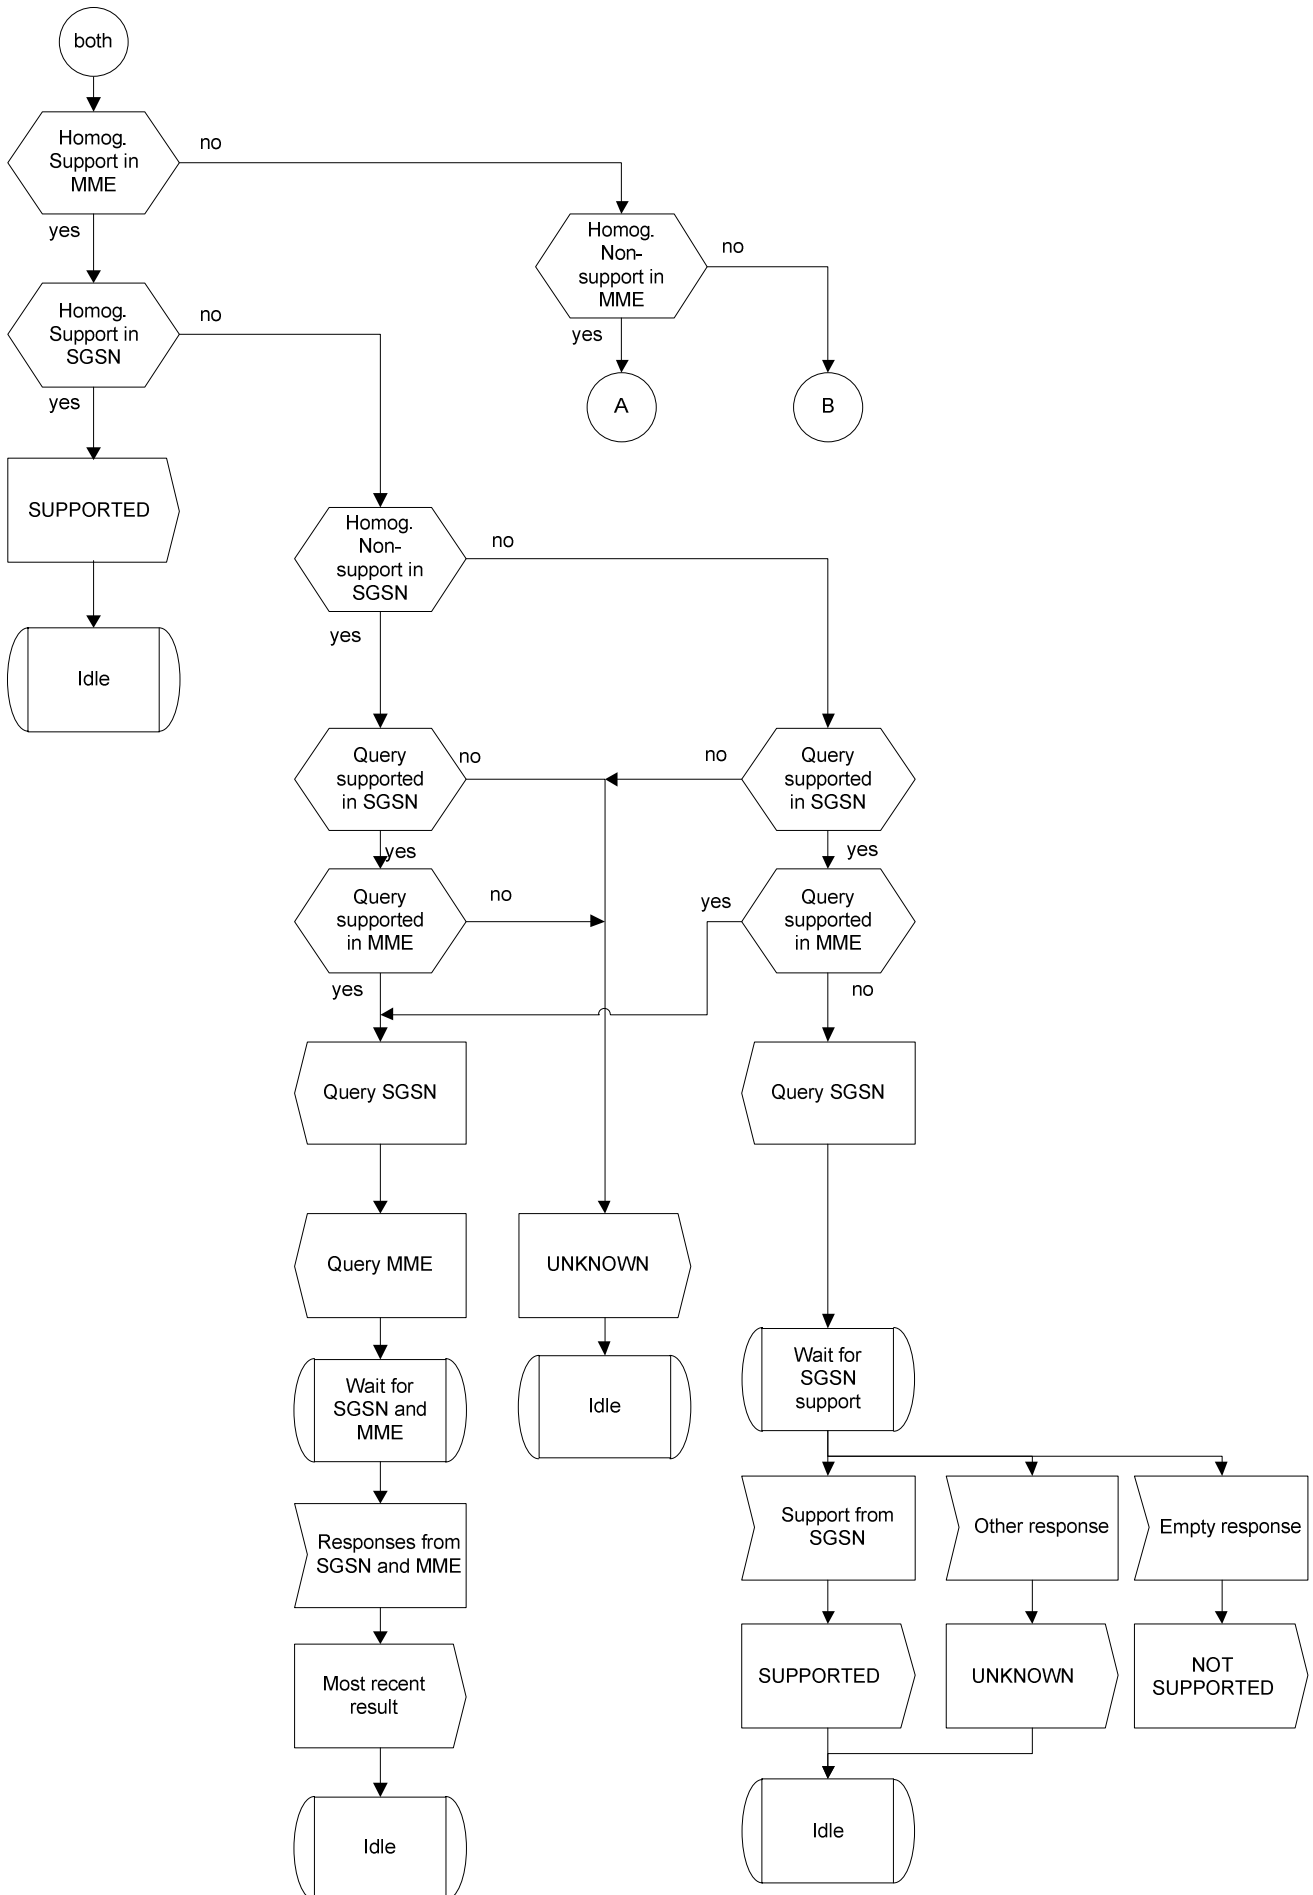 both
Homog.
Support in
MME
no
yes
Homog.
Non-
support in
MME
no
yes
Homog.
Support in
SGSN
no
yes
A
B
SUPPORTED
Homog.
Non-
support in
SGSN
no
yes
Idle
Query
supported
in SGSN
no
yes
no
Query
supported
in SGSN
yes
Query
supported
in MME
no
yes
yes
Query
supported
in MME
no
Query SGSN
Query SGSN
Query MME
UNKNOWN
Wait for
SGSN and
MME
Idle
Wait for
SGSN
support
Responses from
SGSN and MME
Support from
SGSN
Other response
Empty response
Most recent
result
SUPPORTED
UNKNOWN
NOT
SUPPORTED
Idle
Idle